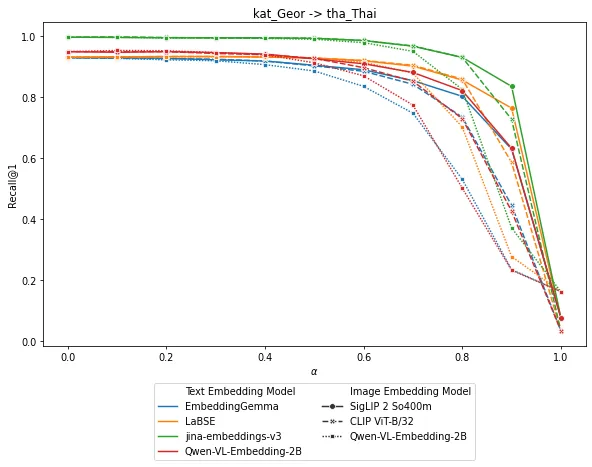 kat_Geor -> tha_Thai
Recall@1
1.0
0.8
0.6
0.4
0.2
0.0
0.0 0.2 0.4 0.6 0.8 1.0
α
Text Embedding Model
EmbeddingGemma
LaBSE
jina-embeddings-v3
Qwen-VL-Embedding-2B
Image Embedding Model
SigLIP 2 So400m
CLIP ViT-B/32
Qwen-VL-Embedding-2B